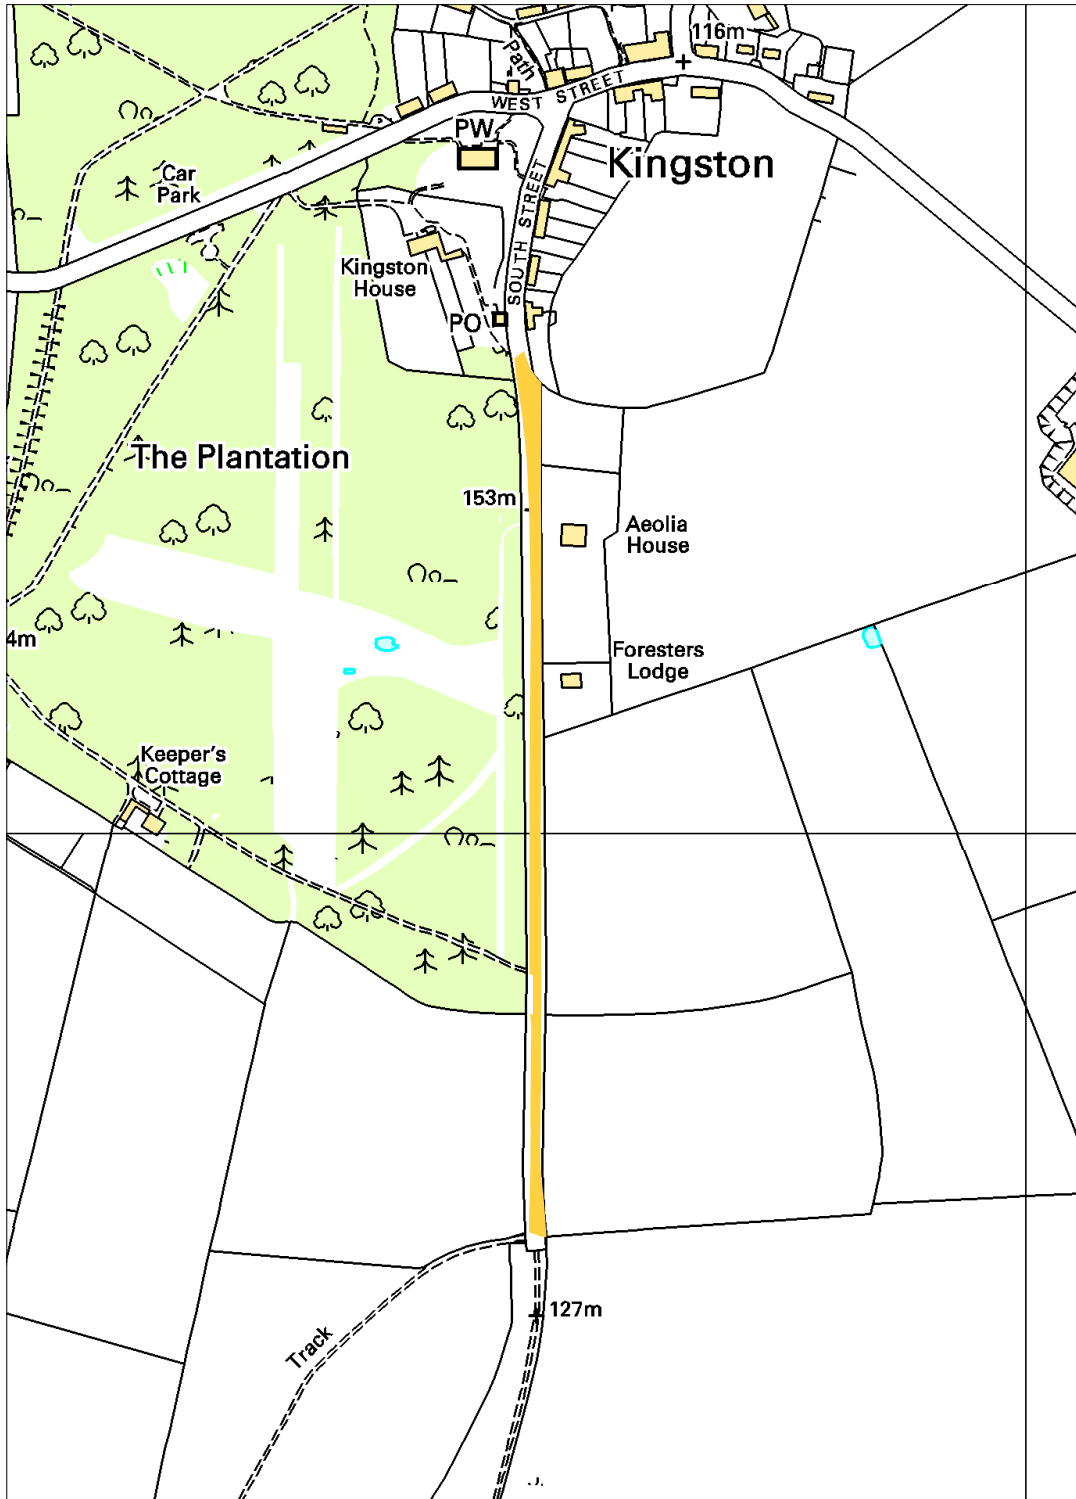 116m
Path
WEST STREET
PW
Kingston
Car
Park
SOUTH STREET
Kingston
House
PO
The Plantation
153m
Aeolia
House
4m
Foresters
Lodge
Keeper's
Cottage
127m
Track